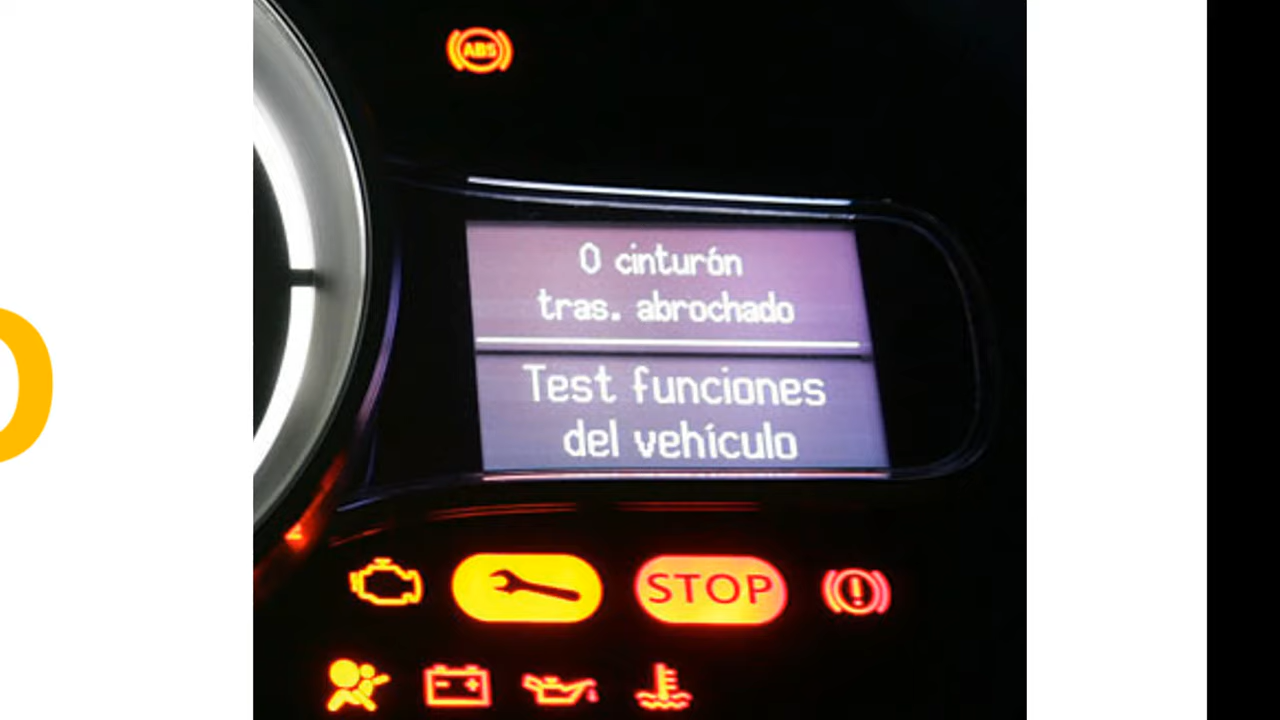 ABS
0 cinturón
tras. abrochado
Test funciones
del vehículo
STOP